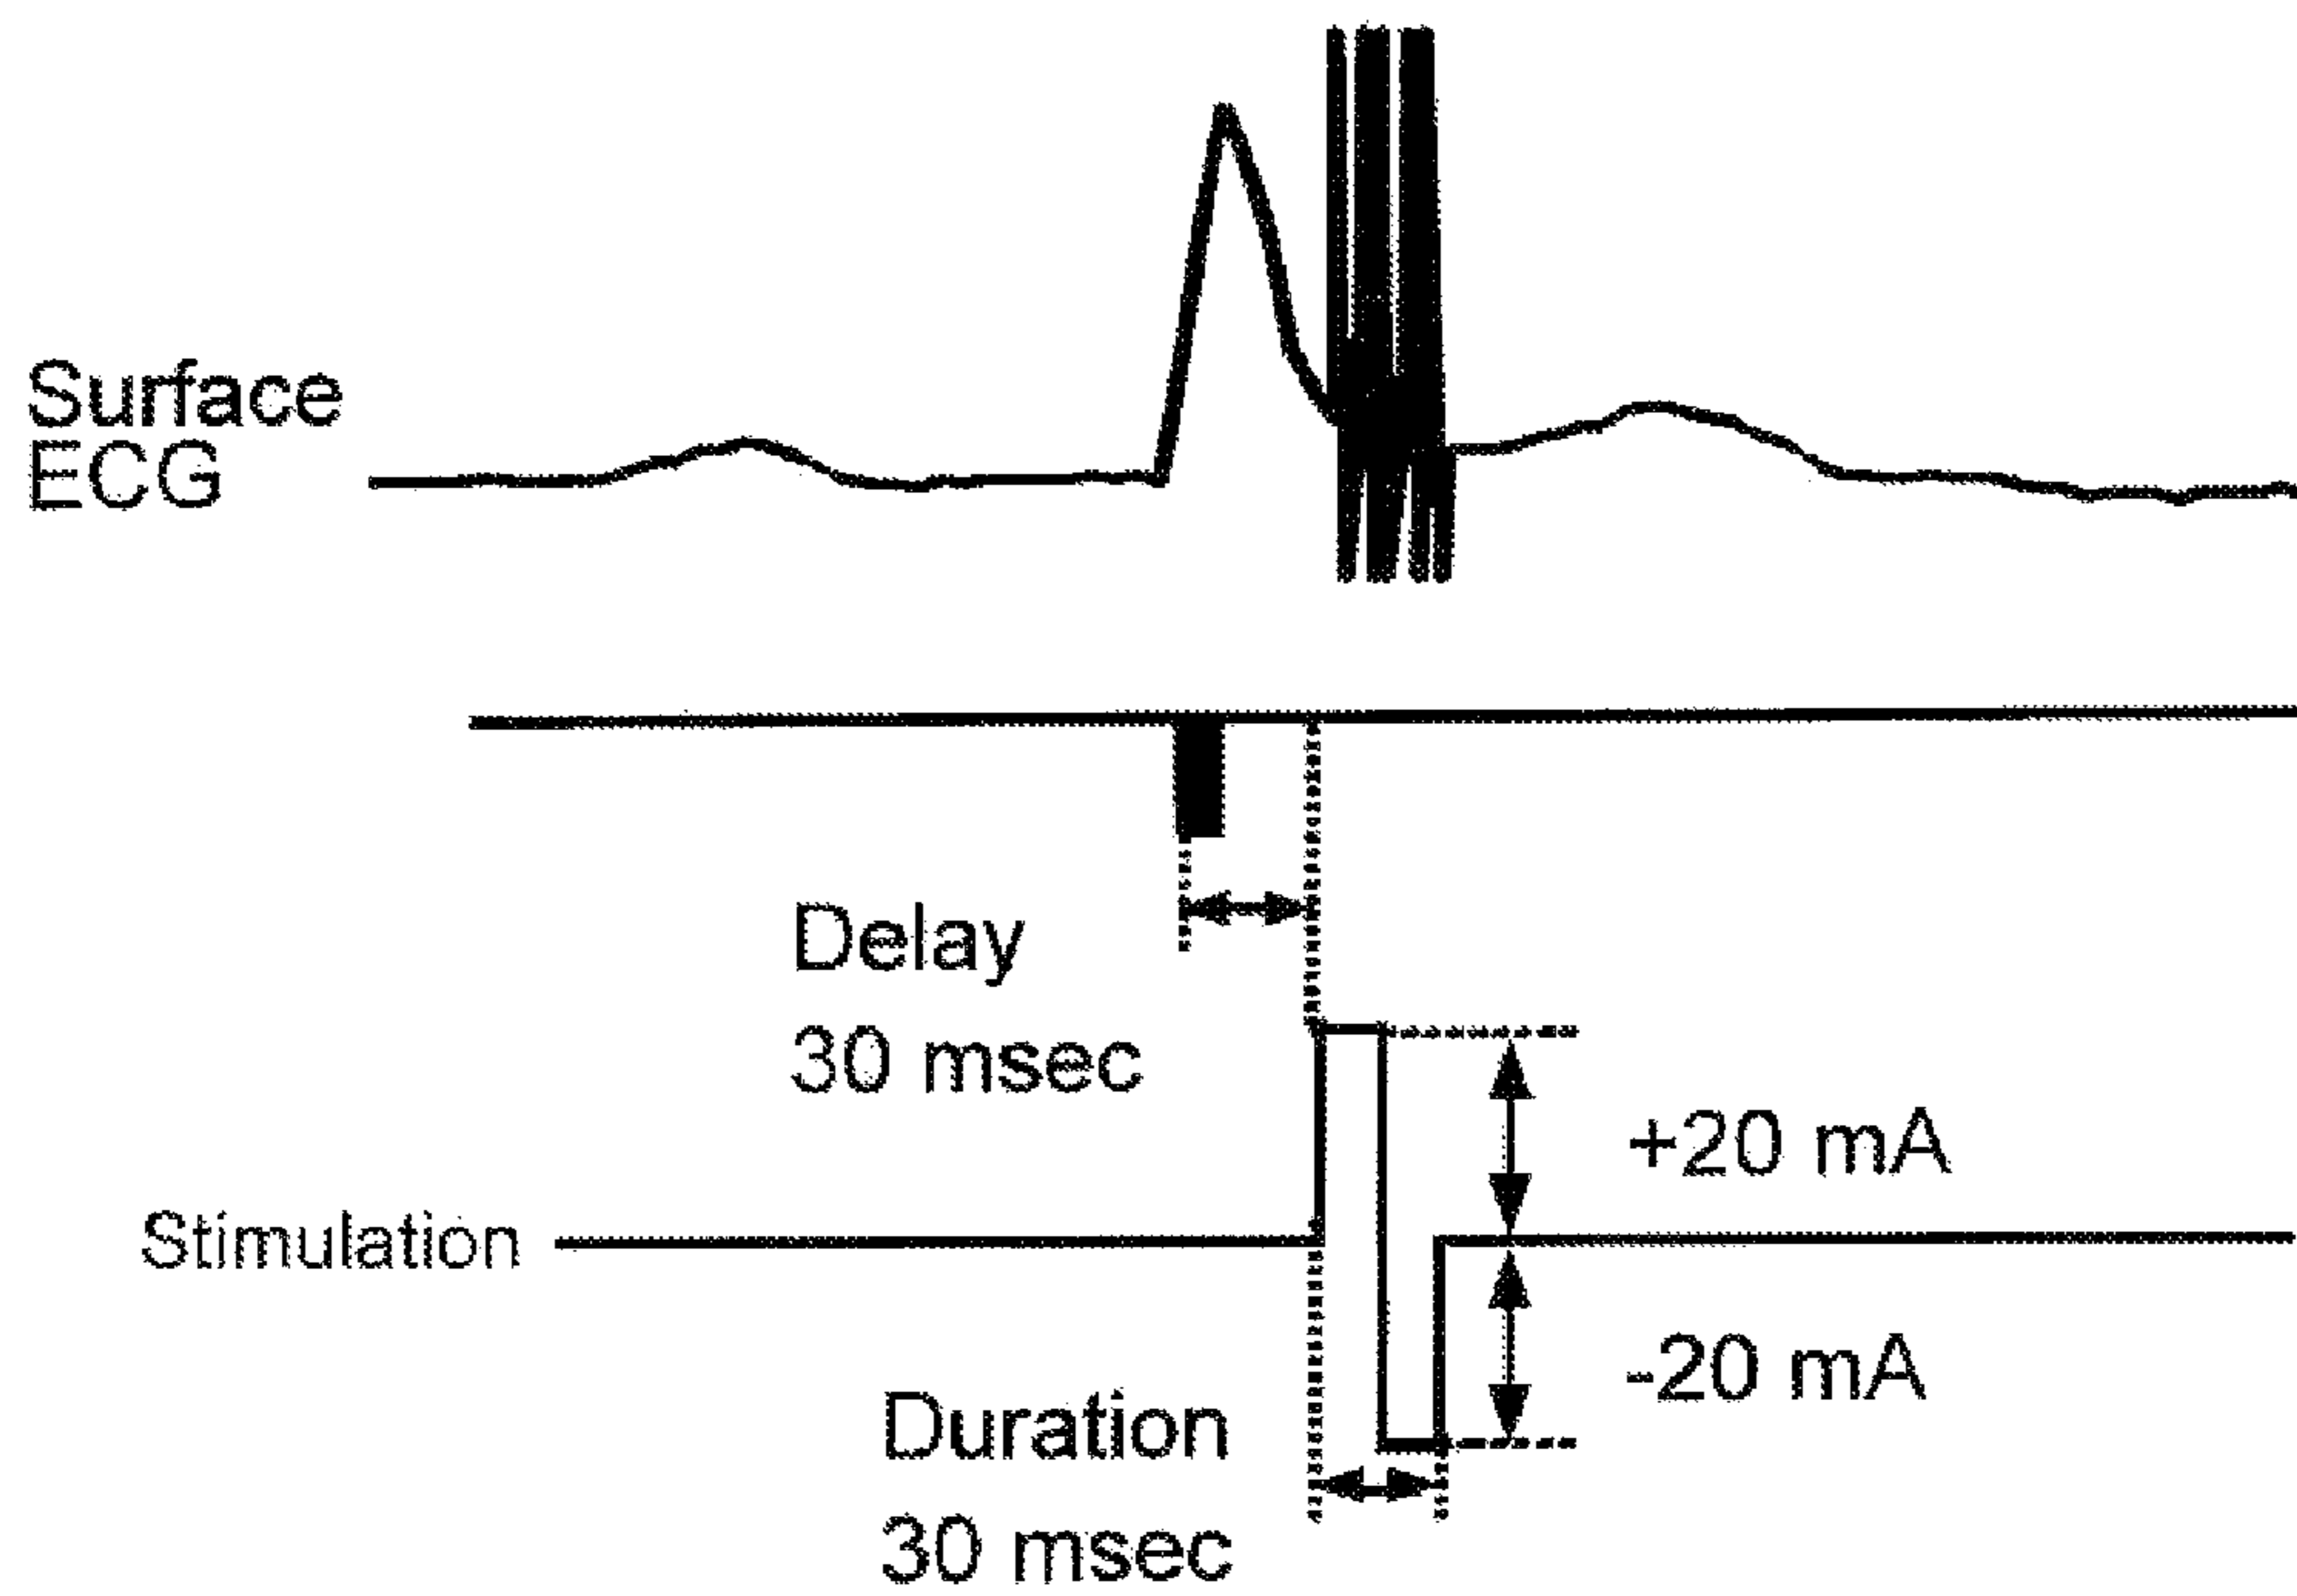 Surface
ECG
Delay
30 msec
+20 mA
Stimulation
-20 mA
Duration
30 msec